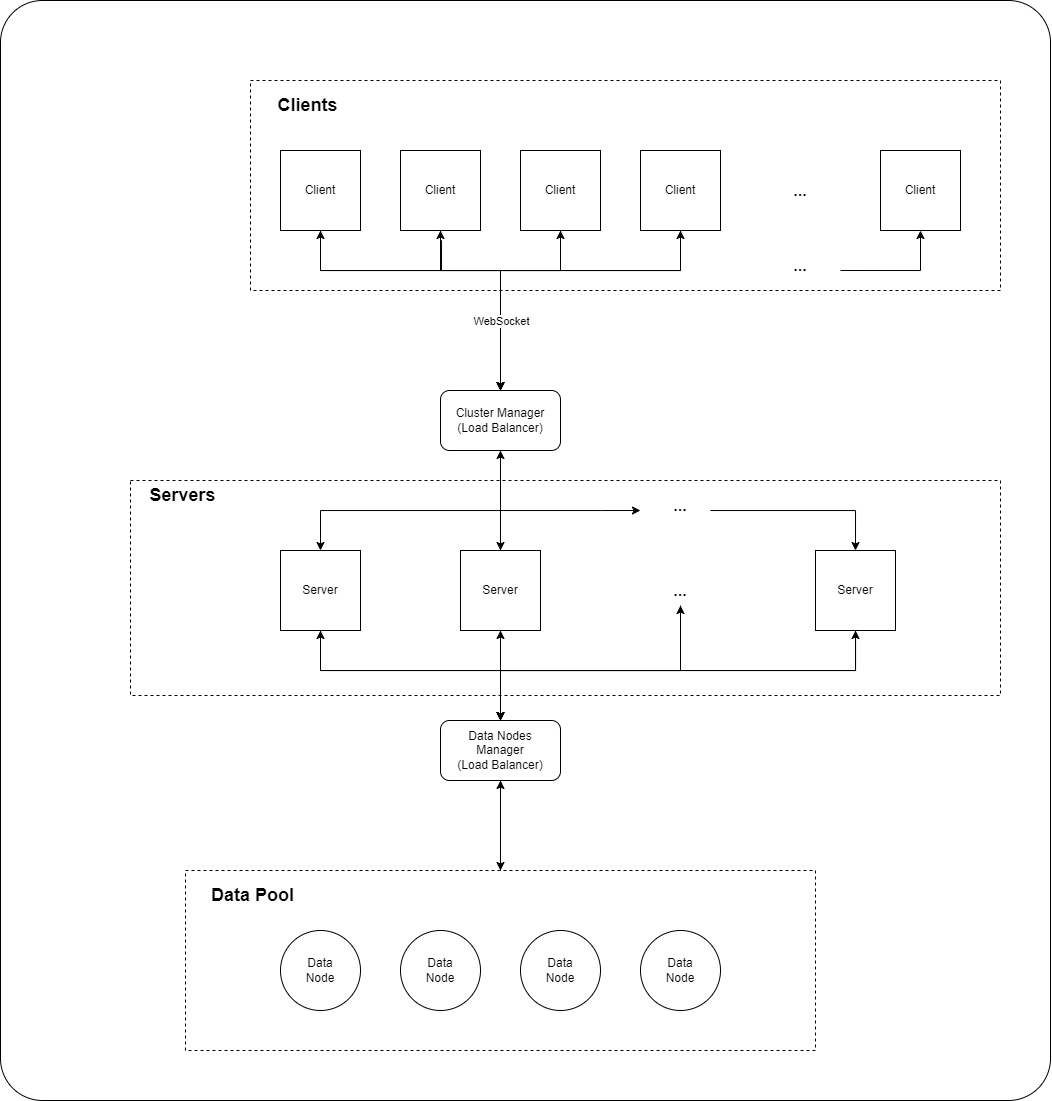 Clients
Client
Client
Client
Client
...
Client
...
WebSocket
Cluster Manager
(Load Balancer)
Servers
...
Server
Server
...
Server
Data Nodes
Manager
(Load Balancer)
Data Pool
Data
Node
Data
Node
Data
Node
Data
Node